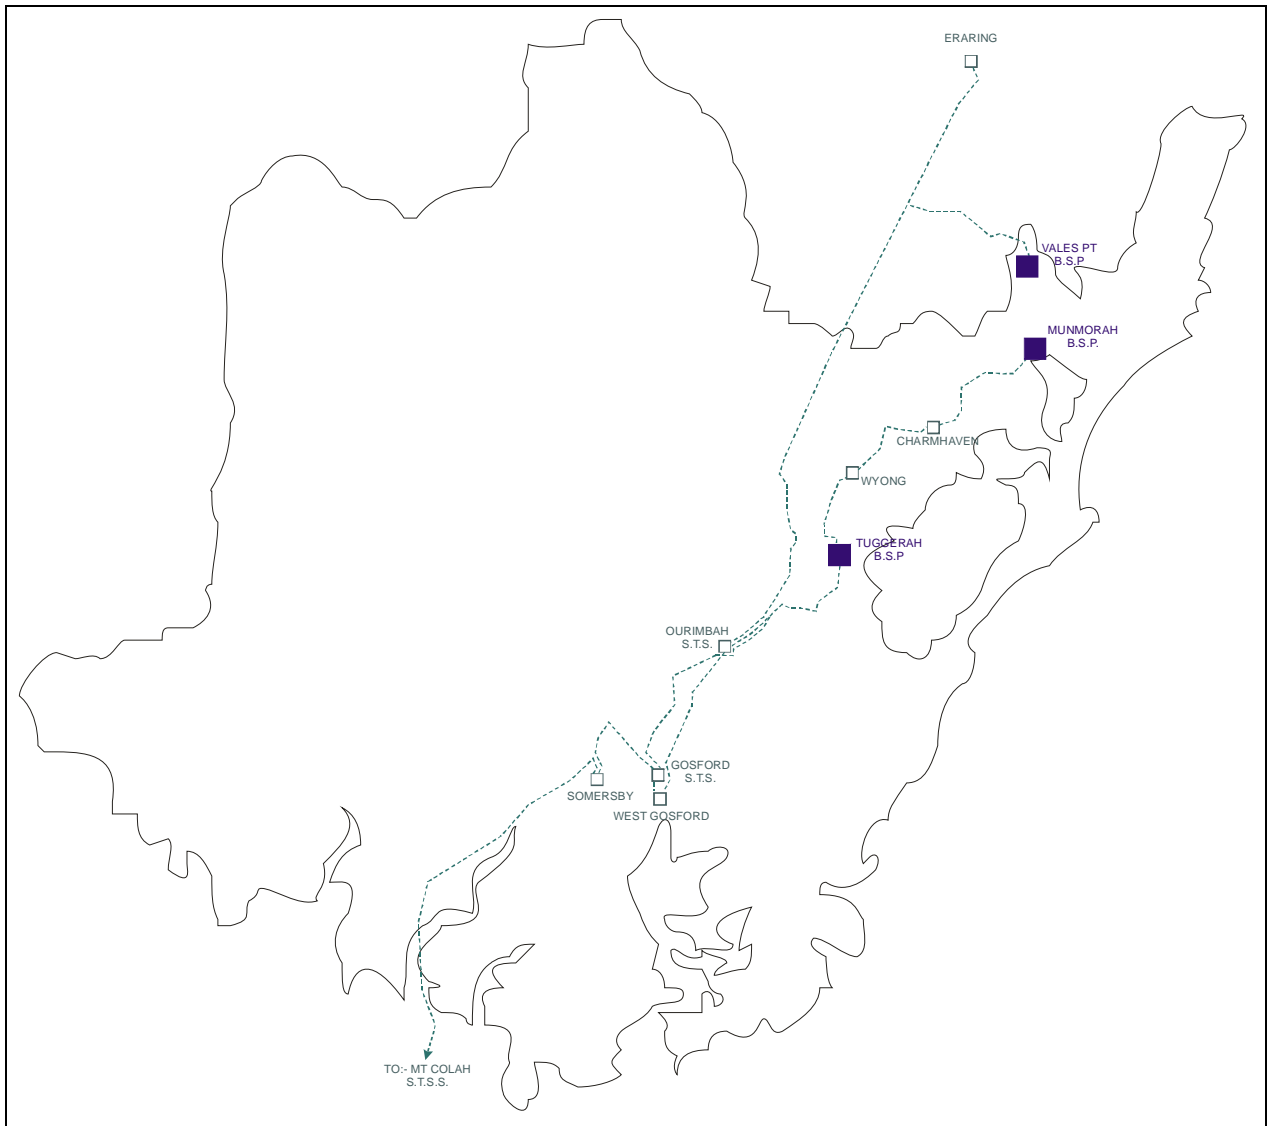 ERARING
VALES PT
B.S.P
MUNMORAH
B.S.P.
CHARMHAVEN
WYONG
TUGGERAH
B.S.P
OURIMBAH
S.T.S.
GOSFORD
S.T.S.
SOMERSBY
WEST GOSFORD
TO:- MT COLAH
S.T.S.S.